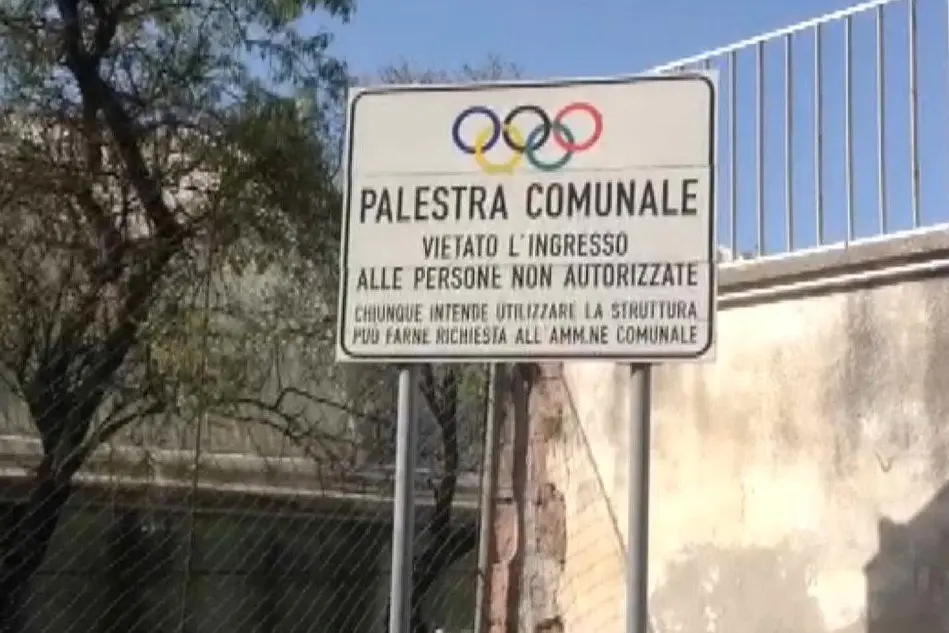 PALESTRA COMUNALE
VIETATO L'INGRESSO
ALLE PERSONE NON AUTORIZZATE
CHIUNQUE INTENDE UTILIZZARE LA STRUTTURA
PUÒ FARNE RICHIESTA ALL'AMM.NE COMUNALE